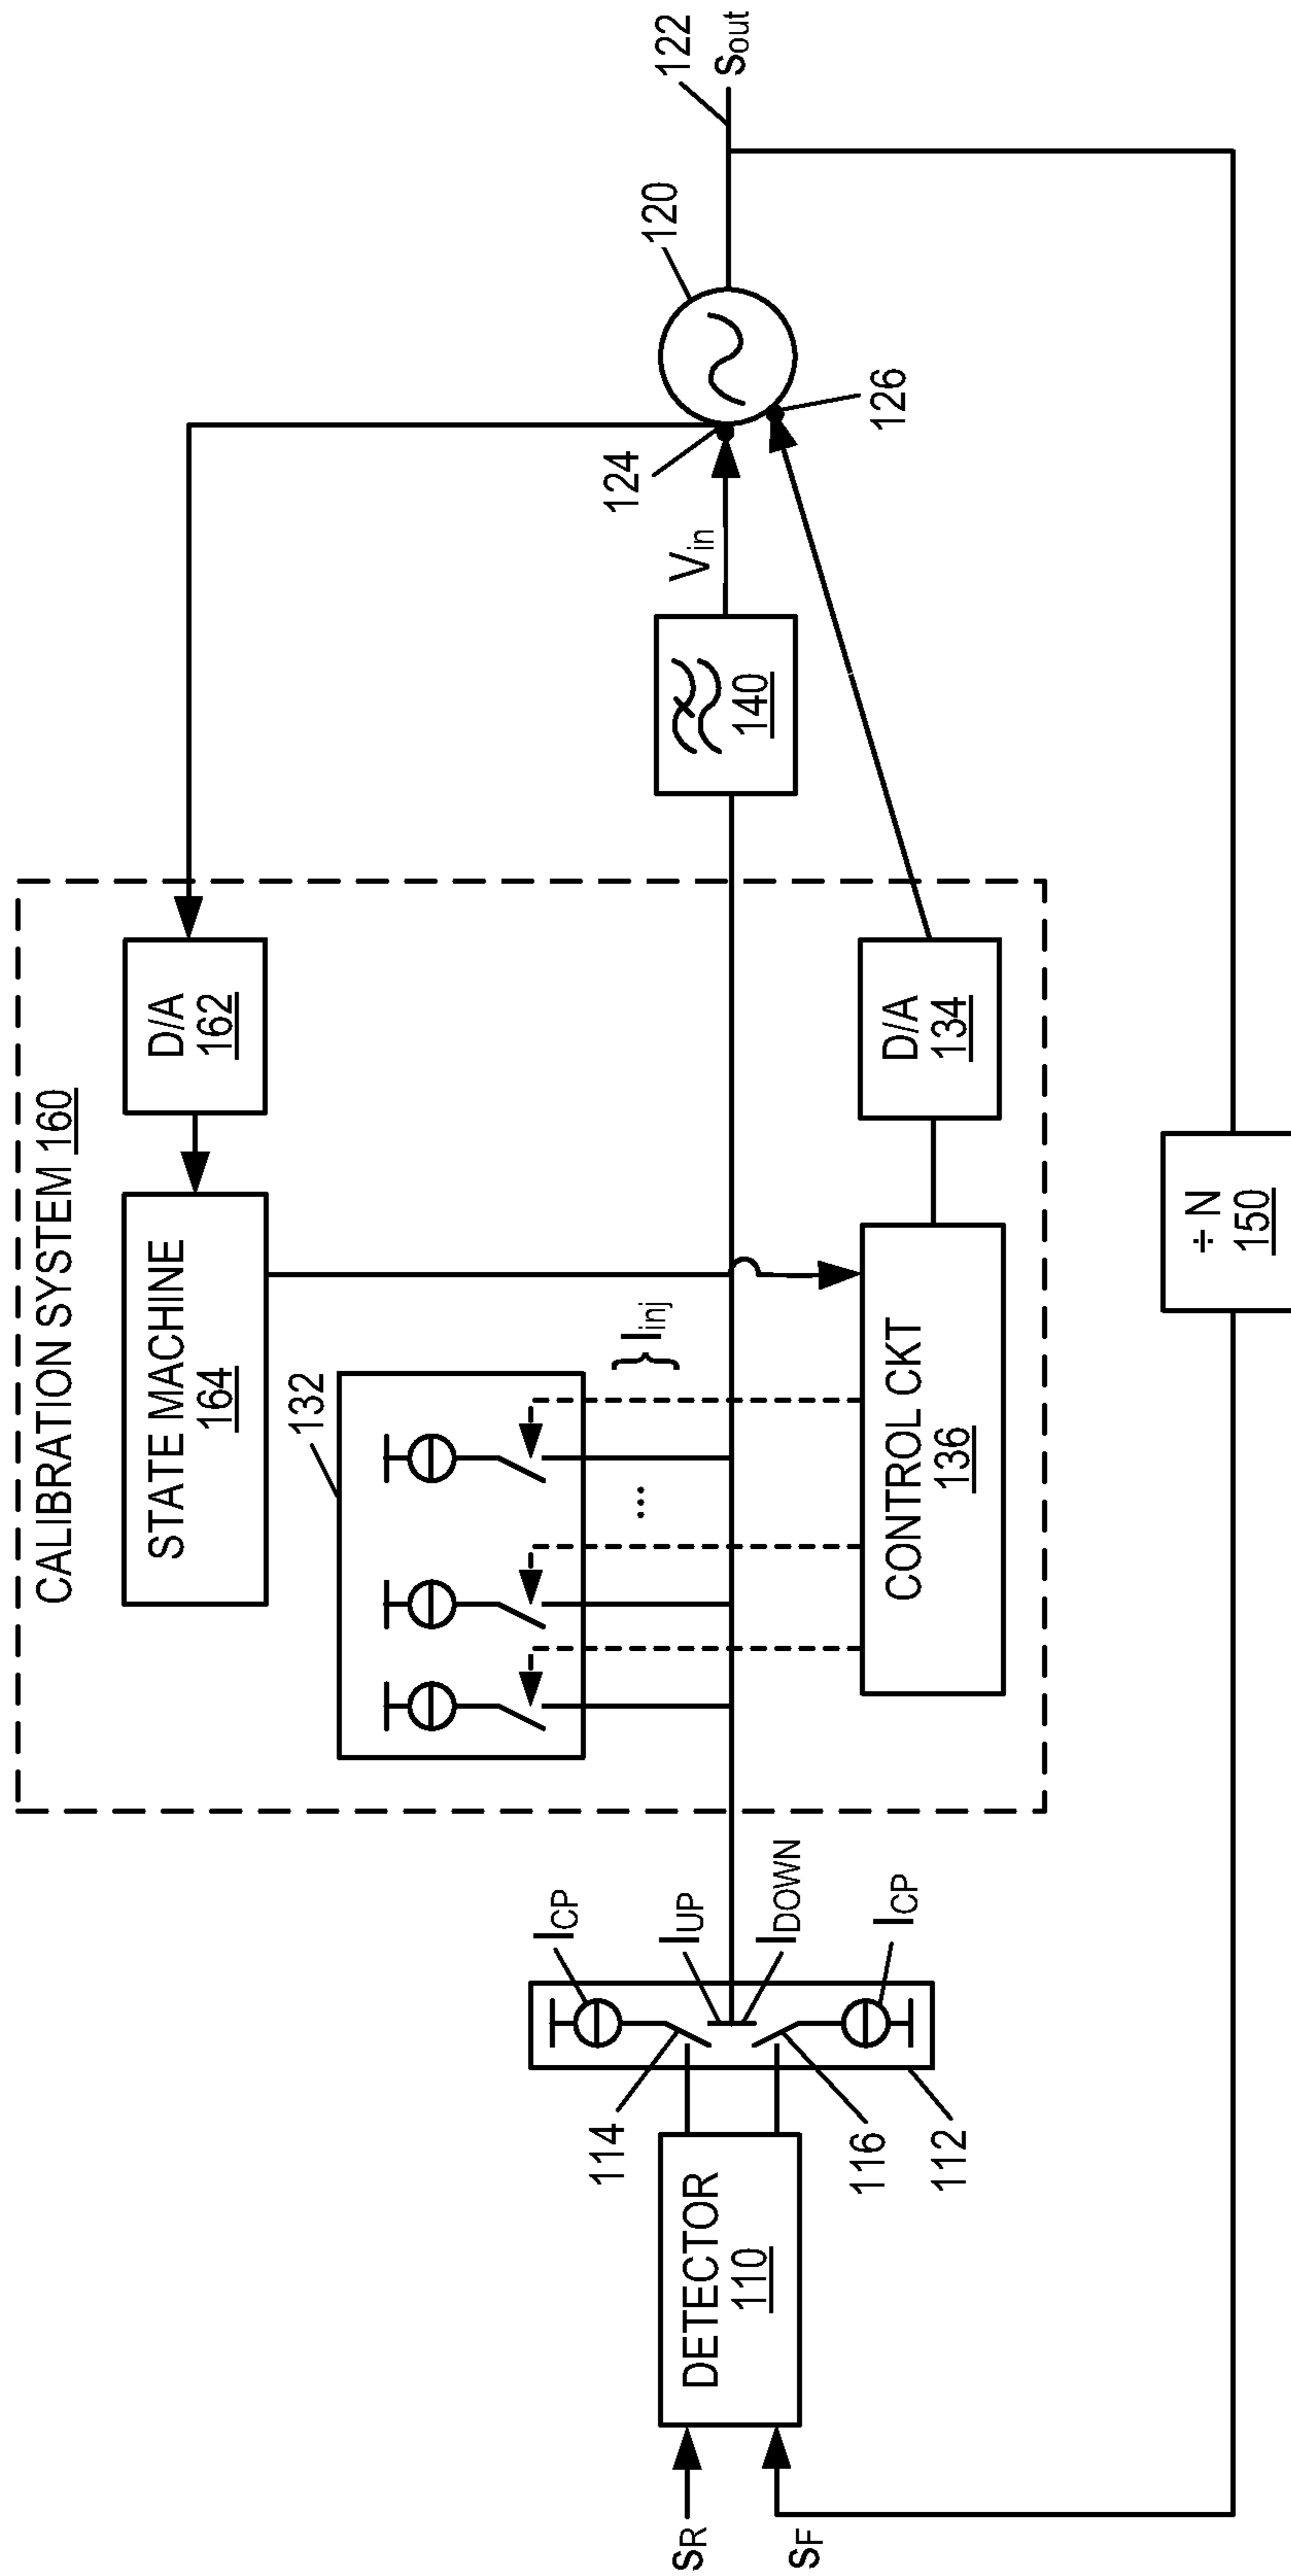 CALIBRATION SYSTEM 160
STATE MACHINE
164
D/A
162
132
...
} Iinj
CONTROL CKT
136
D/A
134
sR
sF
DETECTOR
110
114
116
112
ICP
IUP
IDOWN
ICP
140
Vin
124
126
120
122
sout
÷ N
150